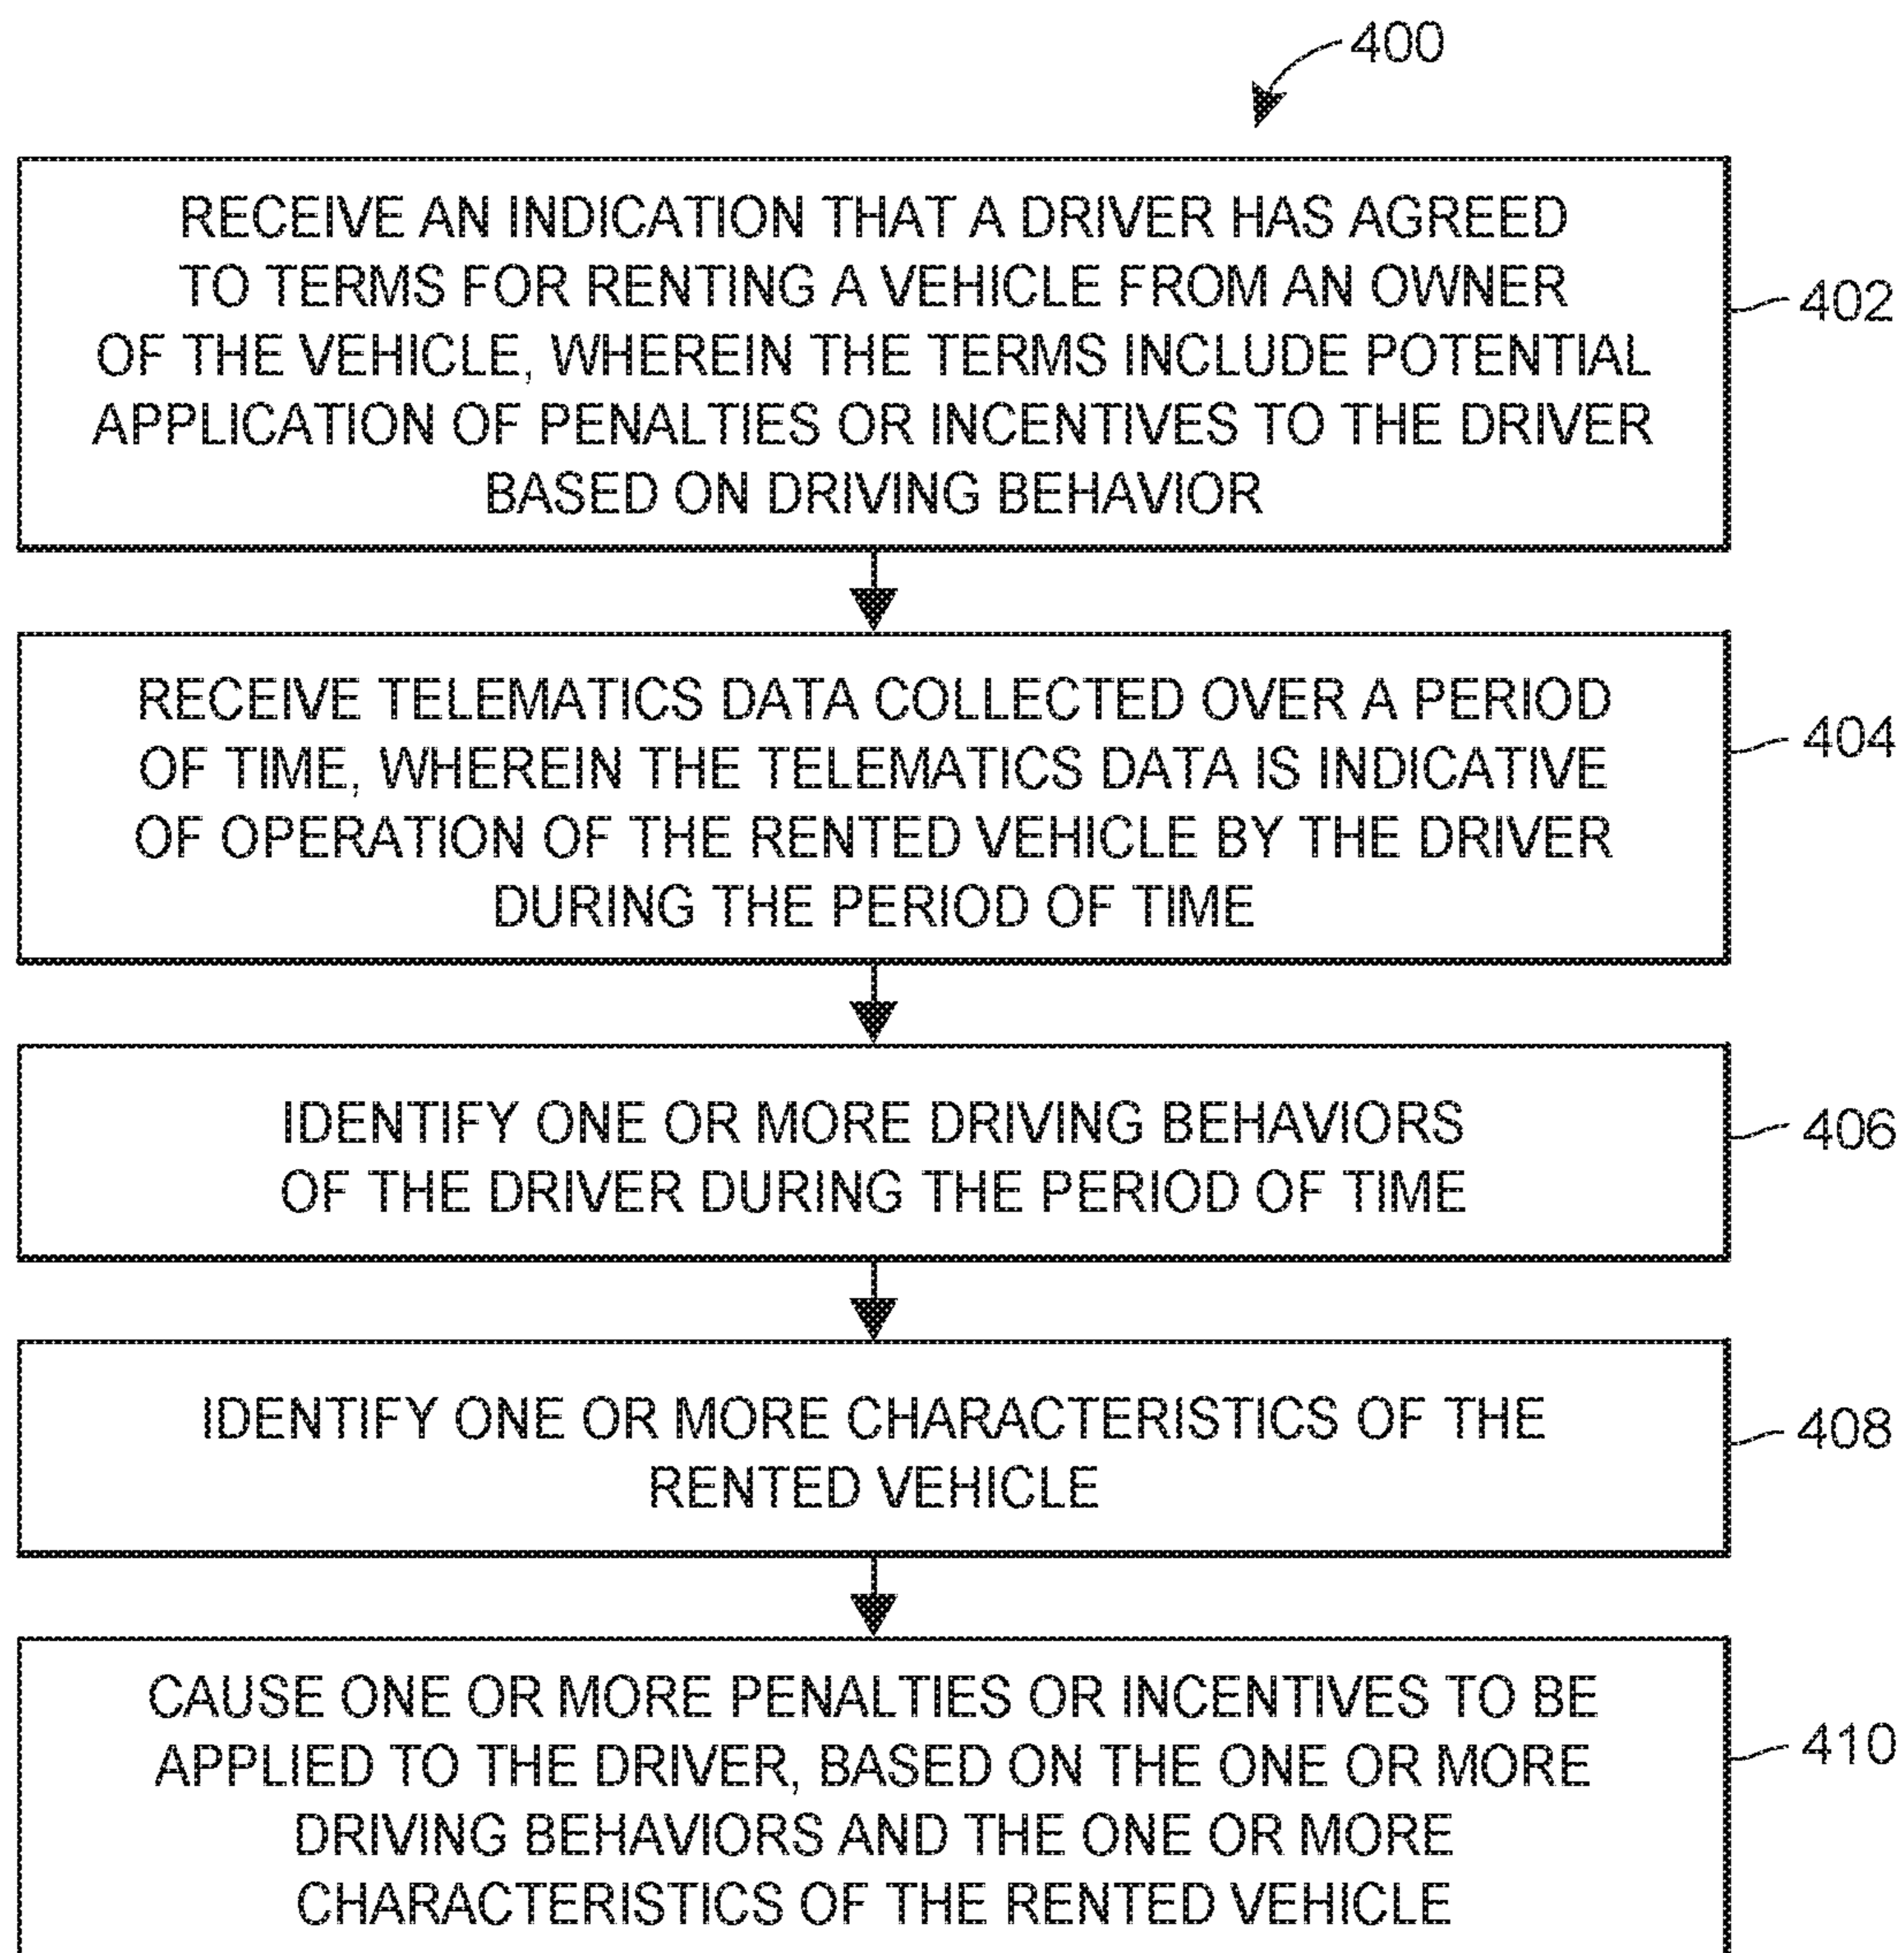 400
RECEIVE AN INDICATION THAT A DRIVER HAS AGREED
TO TERMS FOR RENTING A VEHICLE FROM AN OWNER
OF THE VEHICLE, WHEREIN THE TERMS INCLUDE POTENTIAL
APPLICATION OF PENALTIES OR INCENTIVES TO THE DRIVER
BASED ON DRIVING BEHAVIOR
402
RECEIVE TELEMATICS DATA COLLECTED OVER A PERIOD
OF TIME, WHEREIN THE TELEMATICS DATA IS INDICATIVE
OF OPERATION OF THE RENTED VEHICLE BY THE DRIVER
DURING THE PERIOD OF TIME
404
IDENTIFY ONE OR MORE DRIVING BEHAVIORS
OF THE DRIVER DURING THE PERIOD OF TIME
406
IDENTIFY ONE OR MORE CHARACTERISTICS OF THE
RENTED VEHICLE
408
CAUSE ONE OR MORE PENALTIES OR INCENTIVES TO BE
APPLIED TO THE DRIVER, BASED ON THE ONE OR MORE
DRIVING BEHAVIORS AND THE ONE OR MORE
CHARACTERISTICS OF THE RENTED VEHICLE
410